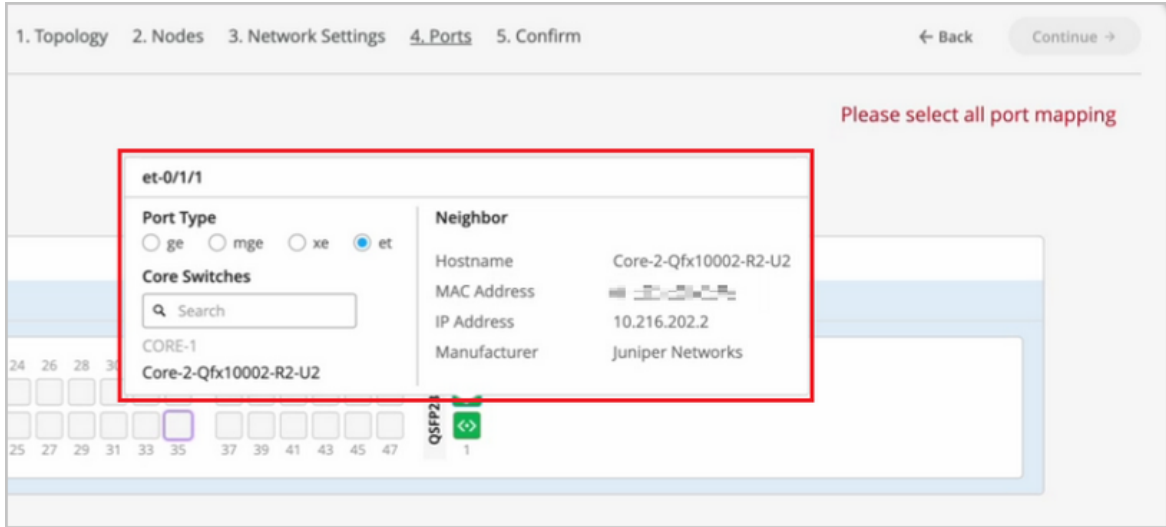 1. Topology 2. Nodes 3. Network Settings 4. Ports 5. Confirm ← Back Continue →
Please select all port mapping
et-0/1/1
Port Type
ge mge xe et
Core Switches
Search
CORE-1
Core-2-Qfx10002-R2-U2
Neighbor
Hostname Core-2-Qfx10002-R2-U2
MAC Address
IP Address 10.216.202.2
Manufacturer Juniper Networks
24 26 28
25 27 29 31 33 35 37 39 41 43 45 47 1